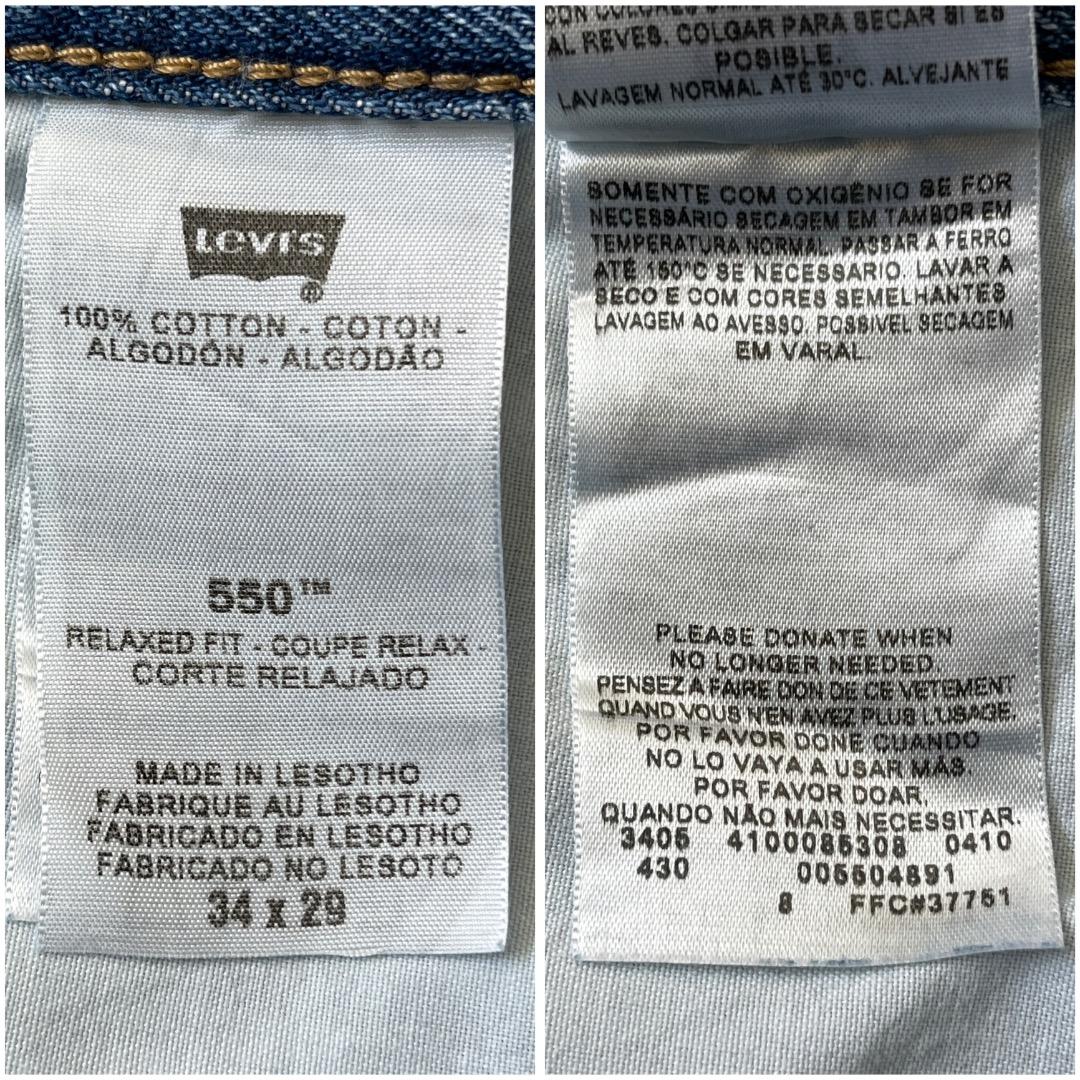 LEVI'S
®
100% COTTON - COTON -
ALGODÓN - ALGODÃO
550™
RELAXED FIT - COUPE RELAX -
CORTE RELAJADO
MADE IN LESOTHO
FABRIQUE AU LESOTHO
FABRICADO EN LESOTHO
FABRICADO NO LESOTO
34 x 29
CON COLORES
AL REVES. COLGAR PARA SECAR SI ES
POSIBLE.
LAVAGEM NORMAL ATÉ 30°C. ALVEJANTE
SOMENTE COM OXIGÊNIO SE FOR
NECESSÁRIO SECAGEM EM TAMBOR EM
TEMPERATURA NORMAL. PASSAR A FERRO
ATÉ 150°C SE NECESSARIO. LAVAR A
SECO E COM CORES SEMELHANTES
LAVAGEM AO AVESSO. POSSIVEL SECAGEM
EM VARAL.
PLEASE DONATE WHEN
NO LONGER NEEDED.
PENSEZ A FAIRE DON DE CE VETEMENT
QUAND VOUS N'EN AVEZ PLUS L'USAGE.
POR FAVOR DONE CUANDO
NO LO VAYA A USAR MÁS.
POR FAVOR DOAR,
QUANDO NÃO MAIS NECESSITAR.
3405 4100085308 0410
430 005504891
8 FFC#37751